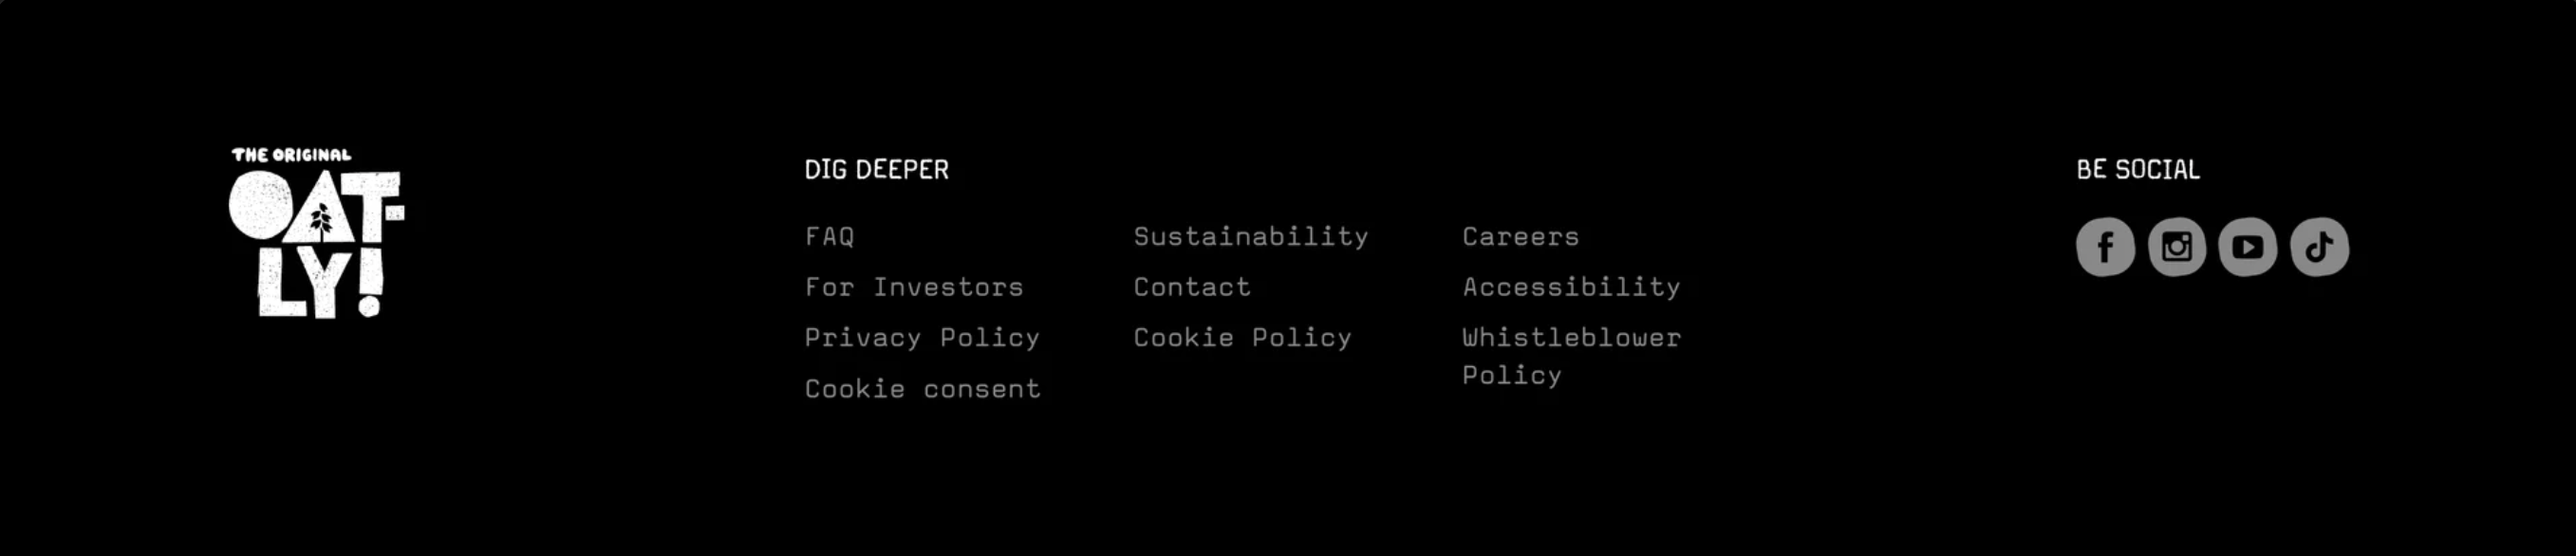 THE ORIGINAL
OAT-
LY!
DIG DEEPER
FAQ
For Investors
Privacy Policy
Cookie consent
Sustainability
Contact
Cookie Policy
Careers
Accessibility
Whistleblower
Policy
BE SOCIAL